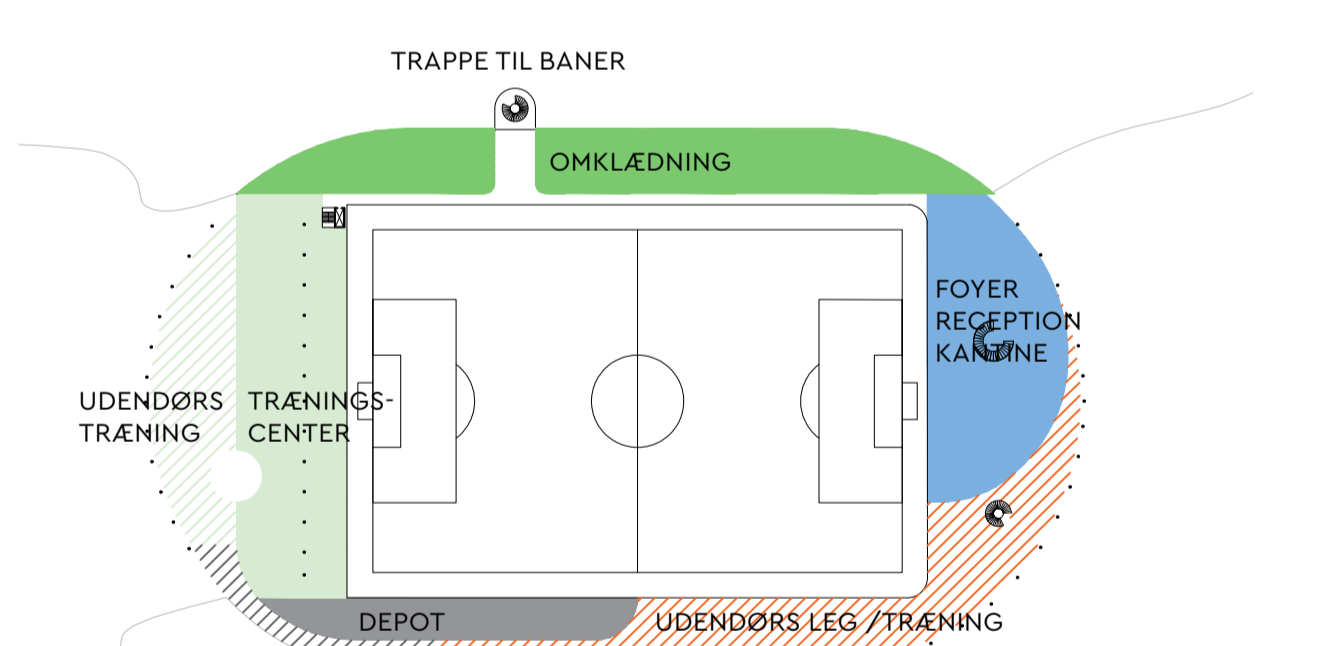 TRAPPE TIL BANER
OMKLÆDNING
FOYER
RECEPTION
KANTINE
UDENDØRS
TRÆNING
TRÆNINGS-
CENTER
DEPOT
UDENDØRS LEG /TRÆNING